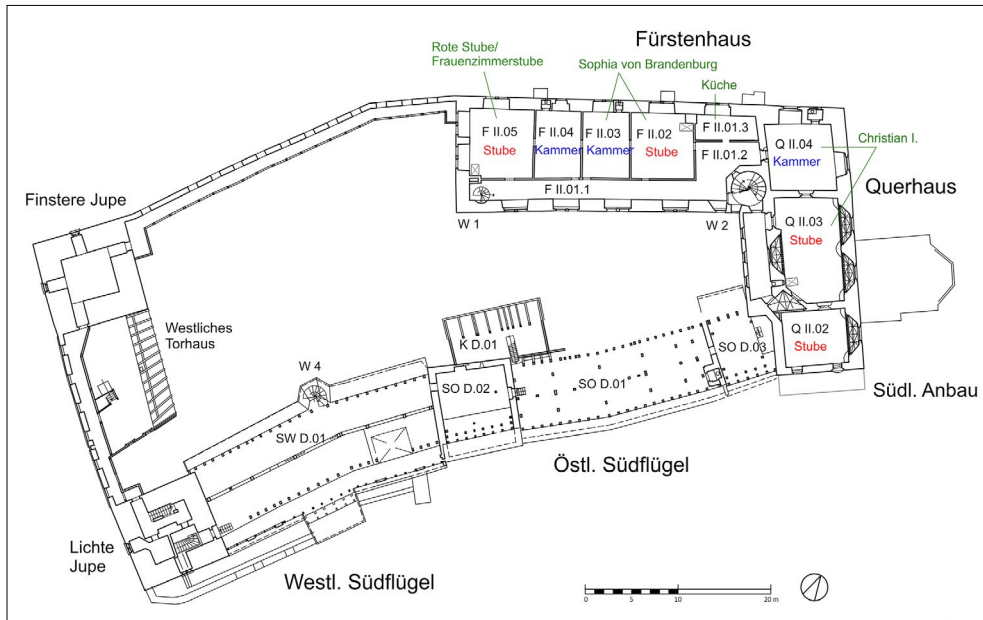 Fürstenhaus
Rote Stube/
Frauenzimmerstube
Sophia von Brandenburg
Küche
F II.05
Stube
F II.04
Kammer
F II.03
Kammer
F II.02
Stube
F II.01.3
F II.01.2
F II.01.1
Q II.04
Kammer
Christian I.
Querhaus
Q II.03
Stube
Q II.02
Stube
Südl. Anbau
W 1
W 2
Finstere Jupe
Westliches
Torhaus
W 4
K D.01
SO D.03
SO D.02
SO D.01
SW D.01
Östl. Südflügel
Lichte
Jupe
Westl. Südflügel
0 5 10 20 m